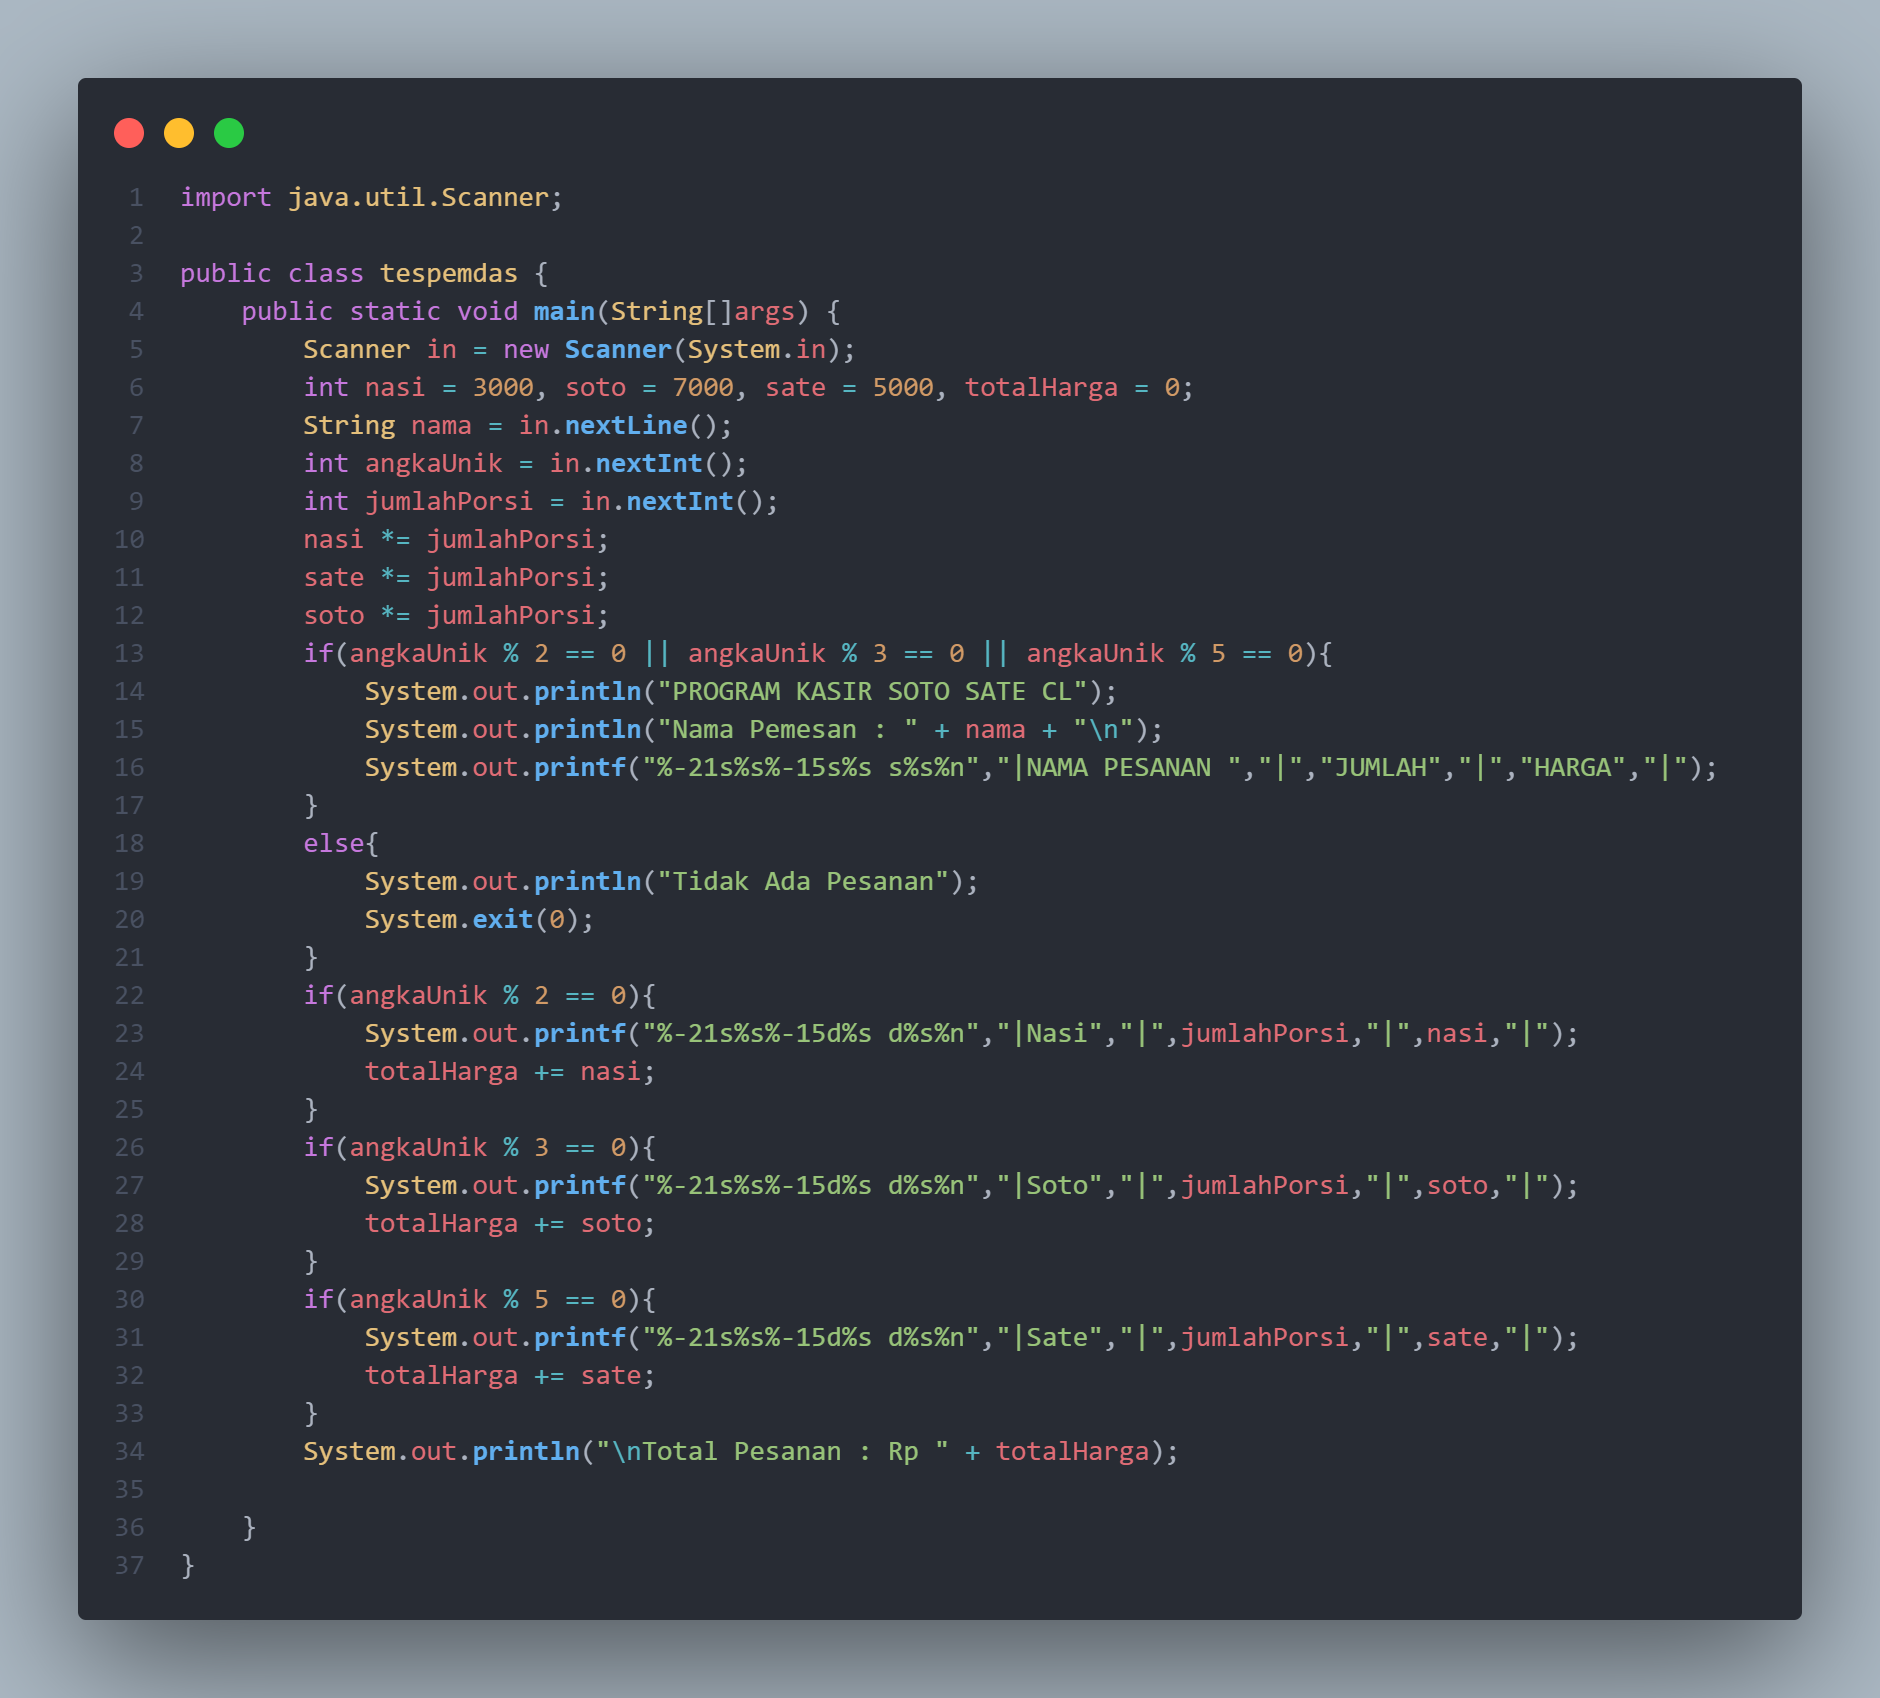 1 import java.util.Scanner;
2
3 public class tespemdas {
4     public static void main(String[]args) {
5         Scanner in = new Scanner(System.in);
6         int nasi = 3000, soto = 7000, sate = 5000, totalHarga = 0;
7         String nama = in.nextLine();
8         int angkaUnik = in.nextInt();
9         int jumlahPorsi = in.nextInt();
10         nasi *= jumlahPorsi;
11         sate *= jumlahPorsi;
12         soto *= jumlahPorsi;
13         if(angkaUnik % 2 == 0 || angkaUnik % 3 == 0 || angkaUnik % 5 == 0){
14             System.out.println("PROGRAM KASIR SOTO SATE CL");
15             System.out.println("Nama Pemesan : " + nama + "\n");
16             System.out.printf("%-21s%s%-15s%s s%s%n","|NAMA PESANAN ","|","JUMLAH","|","HARGA","|");
17         }
18         else{
19             System.out.println("Tidak Ada Pesanan");
20             System.exit(0);
21         }
22         if(angkaUnik % 2 == 0){
23             System.out.printf("%-21s%s%-15d%s d%s%n","|Nasi","|",jumlahPorsi,"|",nasi,"|");
24             totalHarga += nasi;
25         }
26         if(angkaUnik % 3 == 0){
27             System.out.printf("%-21s%s%-15d%s d%s%n","|Soto","|",jumlahPorsi,"|",soto,"|");
28             totalHarga += soto;
29         }
30         if(angkaUnik % 5 == 0){
31             System.out.printf("%-21s%s%-15d%s d%s%n","|Sate","|",jumlahPorsi,"|",sate,"|");
32             totalHarga += sate;
33         }
34         System.out.println("\nTotal Pesanan : Rp " + totalHarga);
35
36     }
37 }